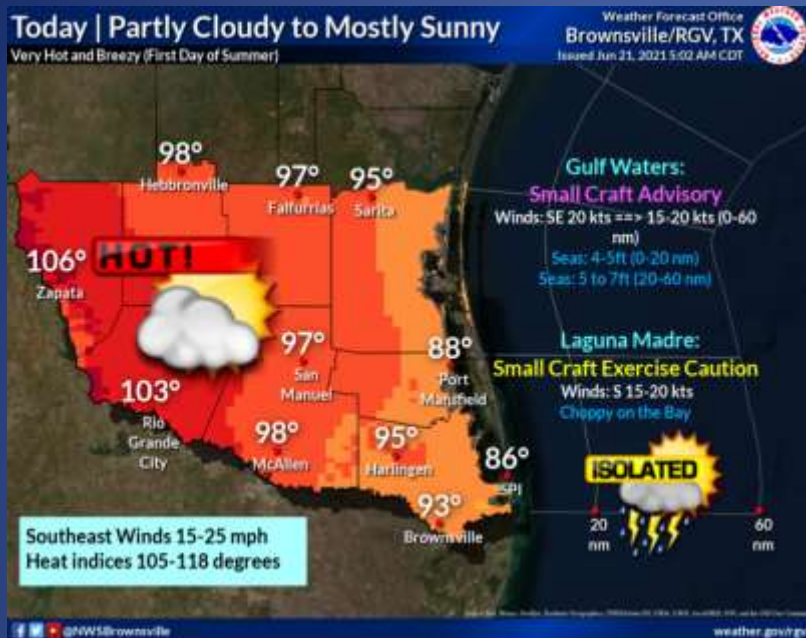 Today | Partly Cloudy to Mostly Sunny
Very Hot and Breezy (First Day of Summer)
Weather Forecast Office
Brownsville/RGV, TX
Issued Jun 21, 2021 5:02 AM CDT
98°
Hebbronville
97°
Falfurrias
95°
Sarita
HOT!
106°
Zapata
97°
San
Manuel
88°
Port
Mansfield
103°
Rio
Grande
City
98°
McAllen
95°
Harlingen
86°
SPI
93°
Brownsville
Gulf Waters:
Small Craft Advisory
Winds: SE 20 kts ==> 15-20 kts (0-60
nm)
Seas: 4-5ft (0-20 nm)
Seas: 5 to 7ft (20-60 nm)
Laguna Madre:
Small Craft Exercise Caution
Winds: S 15-20 kts
Choppy on the Bay
ISOLATED
20
nm
60
nm
Southeast Winds 15-25 mph
Heat indices 105-118 degrees
@NWSBrownsville
weather.gov/rgv